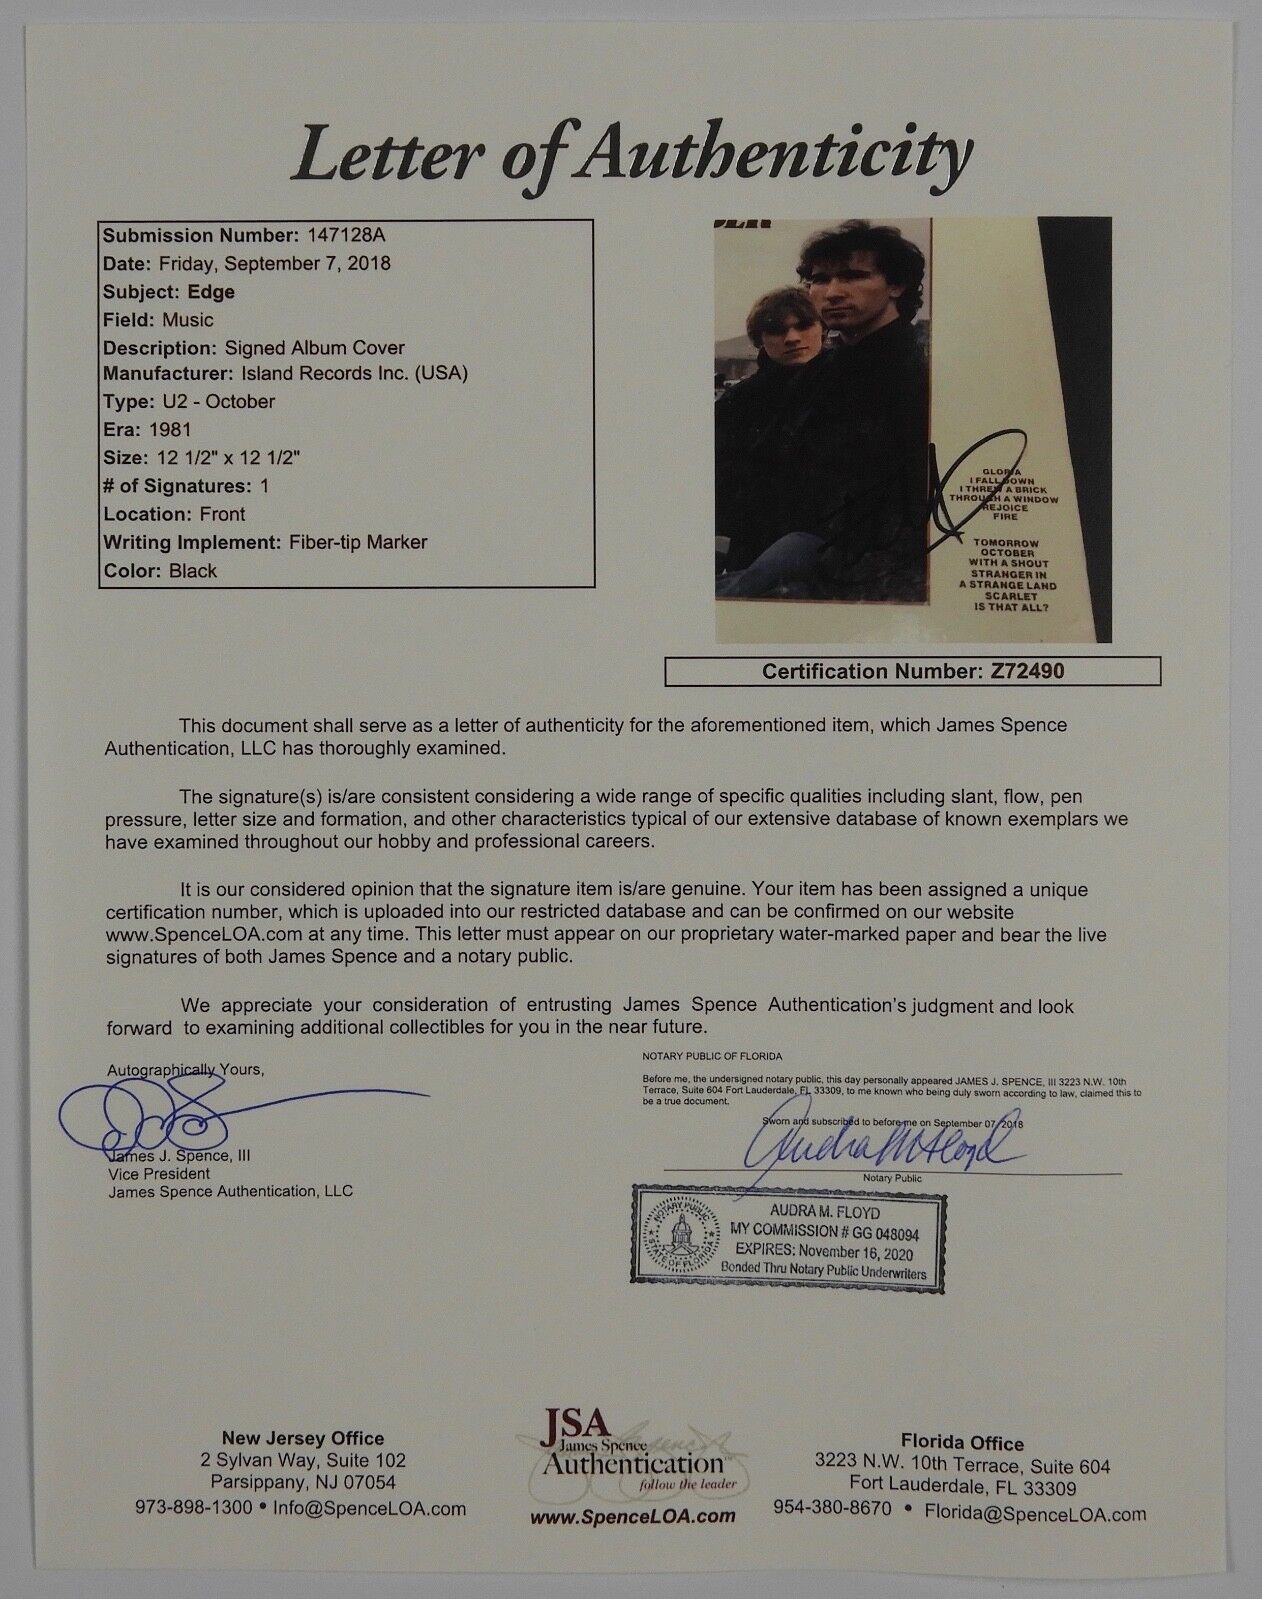 Letter of Authenticity
Submission Number: 147128A
Date: Friday, September 7, 2018
Subject: Edge
Field: Music
Description: Signed Album Cover
Manufacturer: Island Records Inc. (USA)
Type: U2 - October
Era: 1981
Size: 12 1/2" x 12 1/2"
# of Signatures: 1
Location: Front
Writing Implement: Fiber-tip Marker
Color: Black
GLORIA
I FALL DOWN
I THREW A BRICK
THROUGH A WINDOW
REJOICE
FIRE
TOMORROW
OCTOBER
WITH A SHOUT
STRANGER IN
A STRANGE LAND
SCARLET
IS THAT ALL?
Certification Number: Z72490
This document shall serve as a letter of authenticity for the aforementioned item, which James Spence
Authentication, LLC has thoroughly examined.
The signature(s) is/are consistent considering a wide range of specific qualities including slant, flow, pen
pressure, letter size and formation, and other characteristics typical of our extensive database of known exemplars we
have examined throughout our hobby and professional careers.
It is our considered opinion that the signature item is/are genuine. Your item has been assigned a unique
certification number, which is uploaded into our restricted database and can be confirmed on our website
www.SpenceLOA.com at any time. This letter must appear on our proprietary water-marked paper and bear the live
signatures of both James Spence and a notary public.
We appreciate your consideration of entrusting James Spence Authentication's judgment and look
forward to examining additional collectibles for you in the near future.
Autographically Yours,
James J. Spence, III
Vice President
James Spence Authentication, LLC
NOTARY PUBLIC OF FLORIDA
Before me, the undersigned notary public, this day personally appeared JAMES J. SPENCE, III 3223 N.W. 10th
Terrace, Suite 604 Fort Lauderdale, FL 33309, to me known who being duly sworn according to law, claimed this to
be a true document.
Sworn and subscribed to before me on September 07, 2018
Audra M Floyd
Notary Public
NOTARY PUBLIC
STATE OF FLORIDA
AUDRA M. FLOYD
MY COMMISSION # GG 048094
EXPIRES: November 16, 2020
Bonded Thru Notary Public Underwriters
New Jersey Office
2 Sylvan Way, Suite 102
Parsippany, NJ 07054
973-898-1300 • Info@SpenceLOA.com
JSA
James Spence
Authentication
follow the leader
www.SpenceLOA.com
Florida Office
3223 N.W. 10th Terrace, Suite 604
Fort Lauderdale, FL 33309
954-380-8670 • Florida@SpenceLOA.com